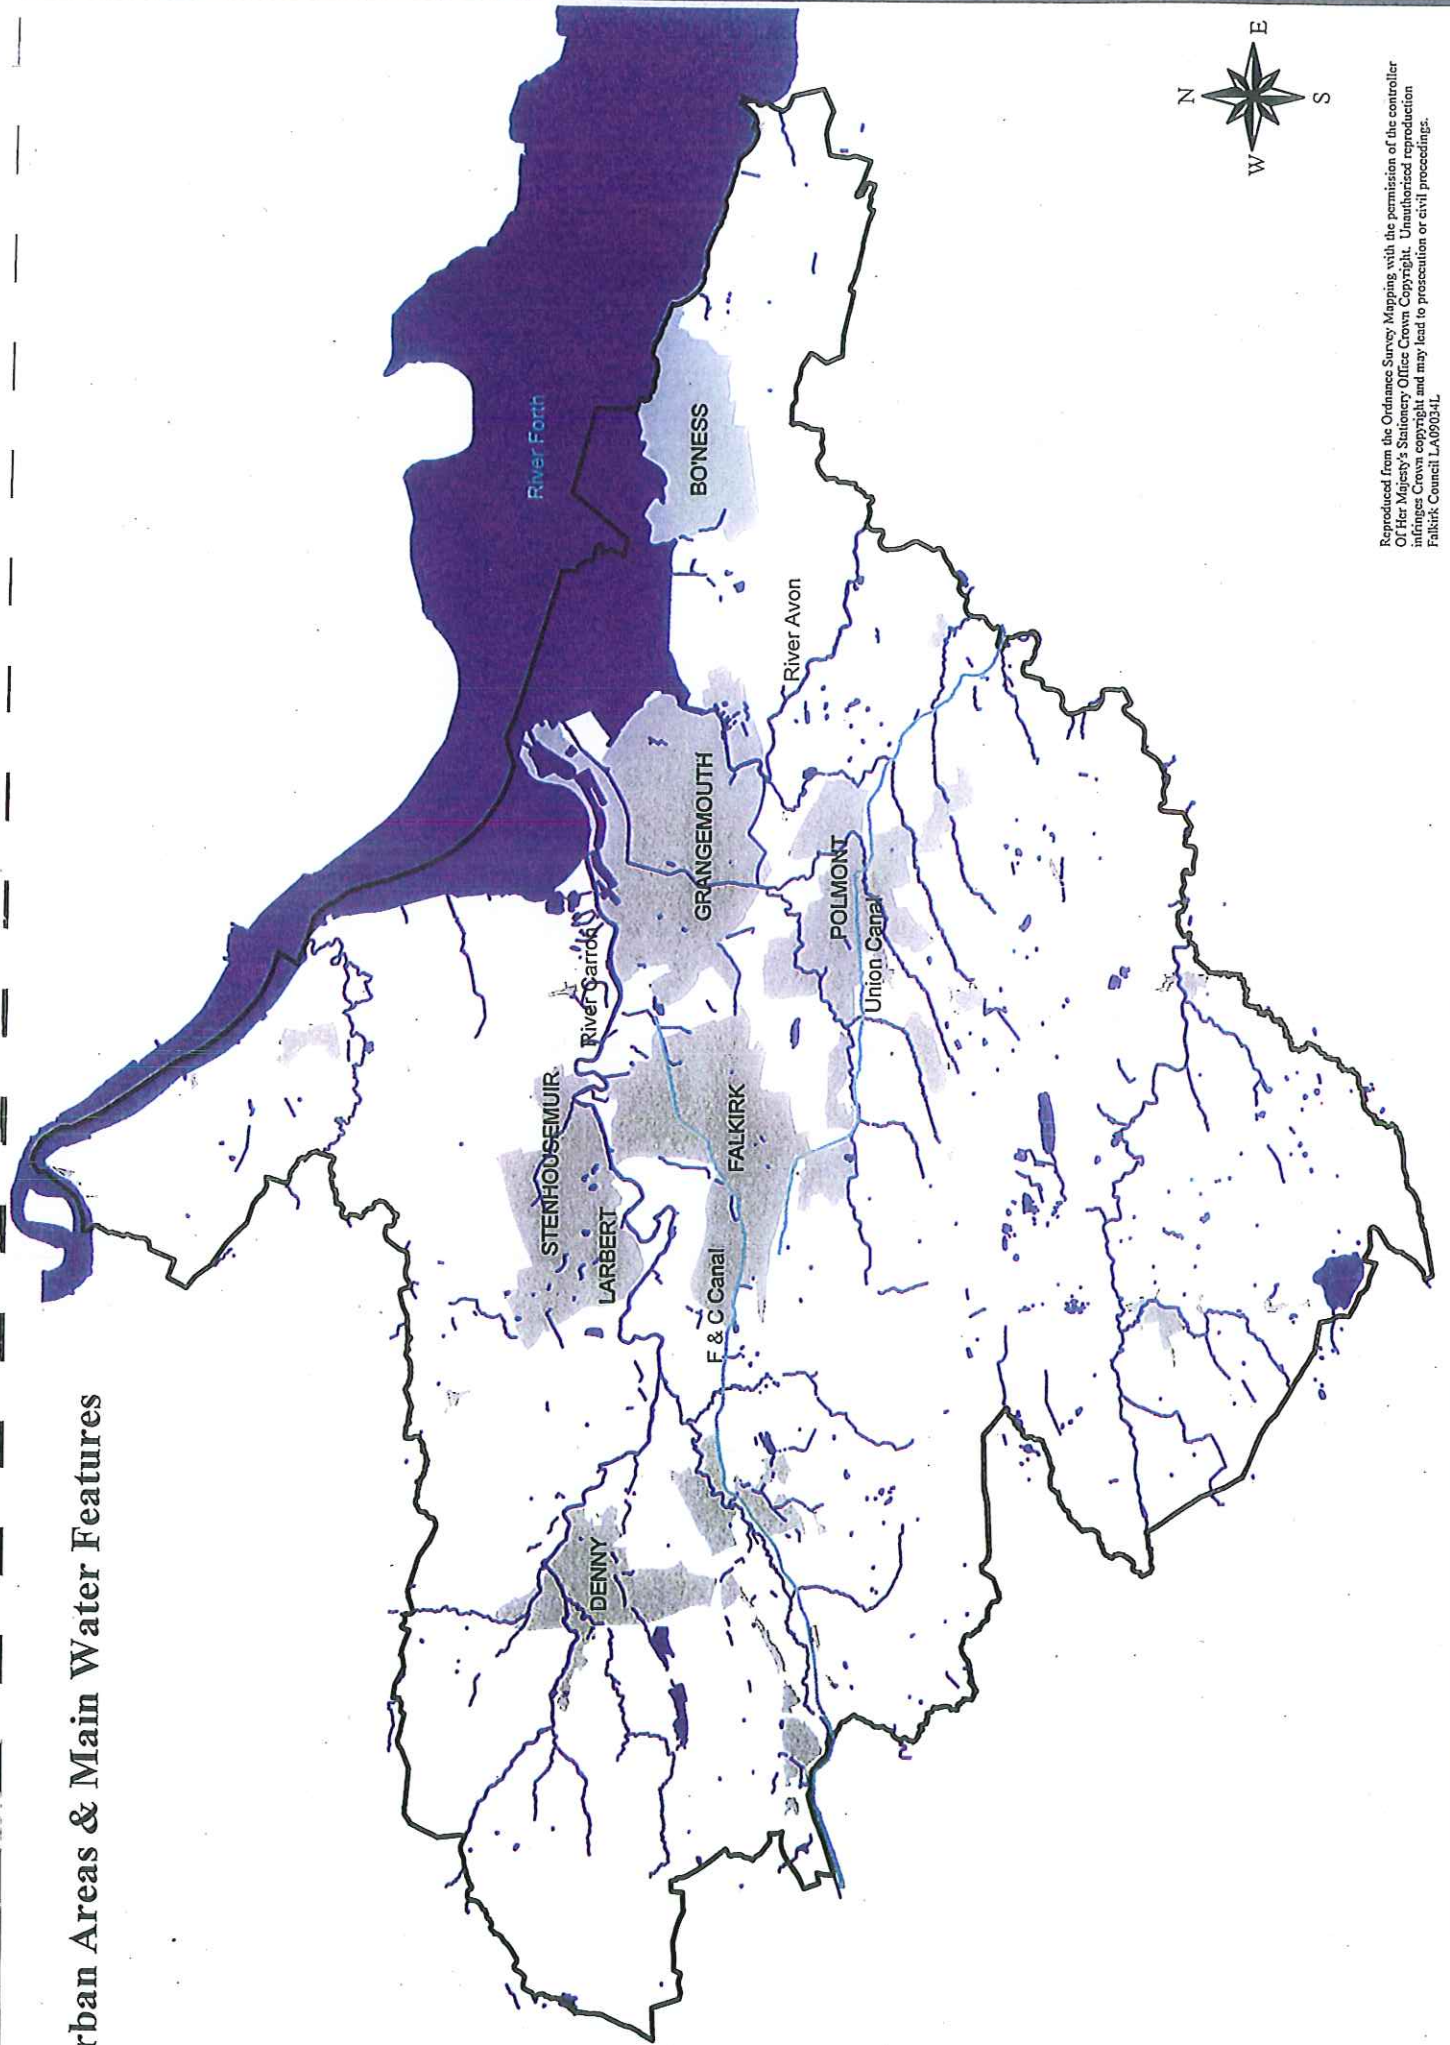 rban Areas & Main Water Features
River Forth
BO'NESS
River Avon
GRANGEMOUTH
River Carron
POLMONT
Union Canal
STENHOUSEMUIR
LARBERT
FALKIRK
F & C Canal
DENNY
N
W
E
S
Reproduced from the Ordnance Survey Mapping with the permission of the controller
Of Her Majesty's Stationery Office Crown Copyright. Unauthorised reproduction
infringes Crown copyright and may lead to prosecution or civil proceedings.
Falkirk Council LA09034L